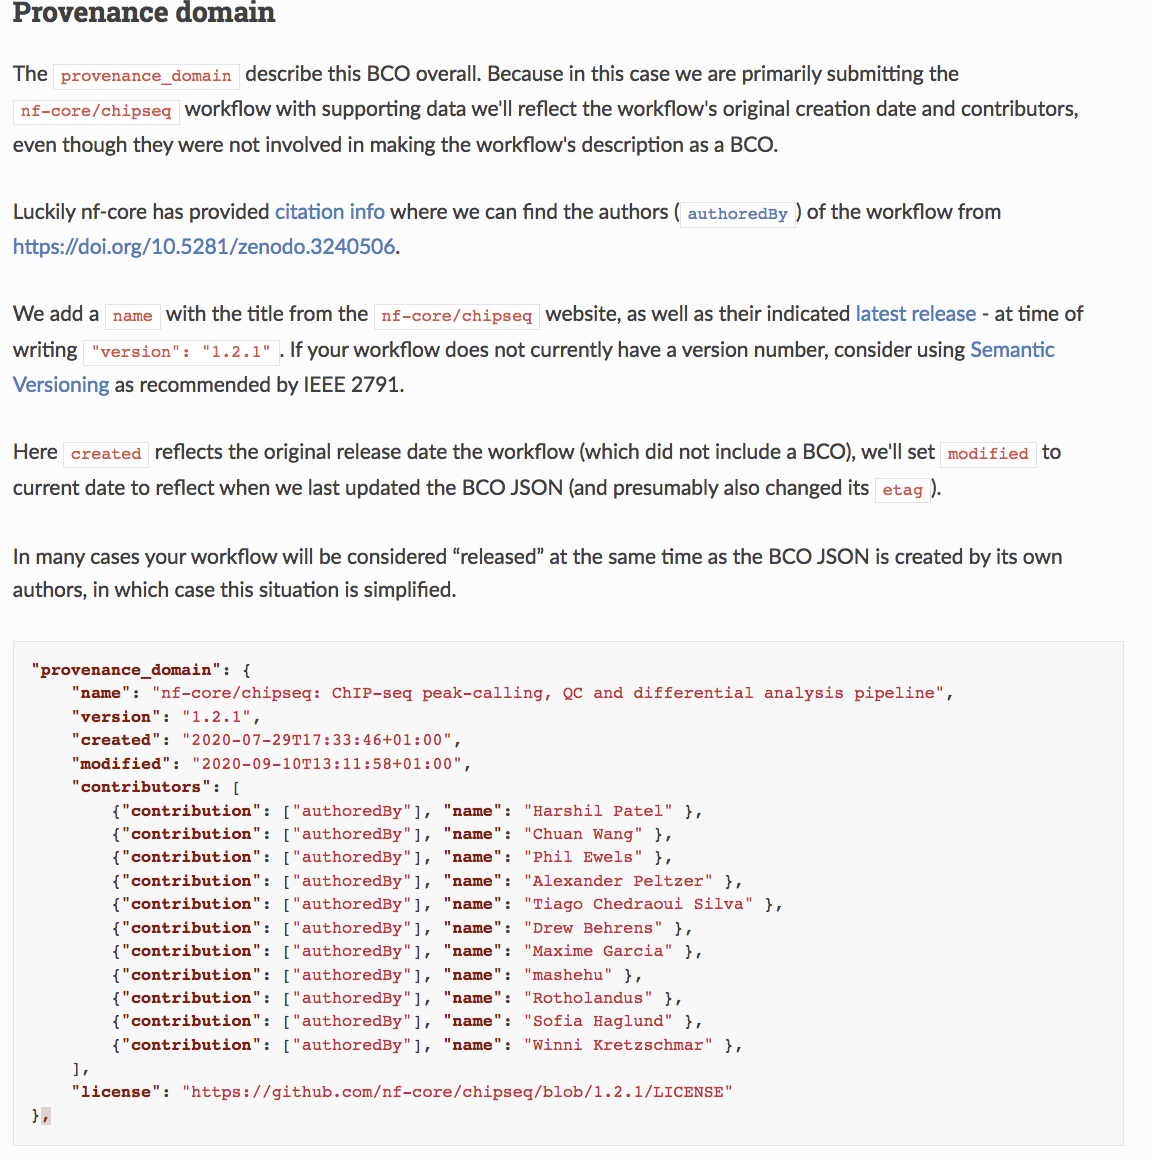 Provenance domain
The provenance_domain describe this BCO overall. Because in this case we are primarily submitting the
nf-core/chipseq workflow with supporting data we'll reflect the workflow's original creation date and contributors,
even though they were not involved in making the workflow's description as a BCO.
Luckily nf-core has provided citation info where we can find the authors ( authoredBy ) of the workflow from
https://doi.org/10.5281/zenodo.3240506.
We add a name with the title from the nf-core/chipseq website, as well as their indicated latest release - at time of
writing "version": "1.2.1" . If your workflow does not currently have a version number, consider using Semantic
Versioning as recommended by IEEE 2791.
Here created reflects the original release date the workflow (which did not include a BCO), we'll set modified to
current date to reflect when we last updated the BCO JSON (and presumably also changed its etag ).
In many cases your workflow will be considered “released” at the same time as the BCO JSON is created by its own
authors, in which case this situation is simplified.
"provenance_domain": {
    "name": "nf-core/chipseq: ChIP-seq peak-calling, QC and differential analysis pipeline",
    "version": "1.2.1",
    "created": "2020-07-29T17:33:46+01:00",
    "modified": "2020-09-10T13:11:58+01:00",
    "contributors": [
        {"contribution": ["authoredBy"], "name": "Harshil Patel" },
        {"contribution": ["authoredBy"], "name": "Chuan Wang" },
        {"contribution": ["authoredBy"], "name": "Phil Ewels" },
        {"contribution": ["authoredBy"], "name": "Alexander Peltzer" },
        {"contribution": ["authoredBy"], "name": "Tiago Chedraoui Silva" },
        {"contribution": ["authoredBy"], "name": "Drew Behrens" },
        {"contribution": ["authoredBy"], "name": "Maxime Garcia" },
        {"contribution": ["authoredBy"], "name": "mashehu" },
        {"contribution": ["authoredBy"], "name": "Rotholandus" },
        {"contribution": ["authoredBy"], "name": "Sofia Haglund" },
        {"contribution": ["authoredBy"], "name": "Winni Kretzschmar" },
    ],
    "license": "https://github.com/nf-core/chipseq/blob/1.2.1/LICENSE"
},